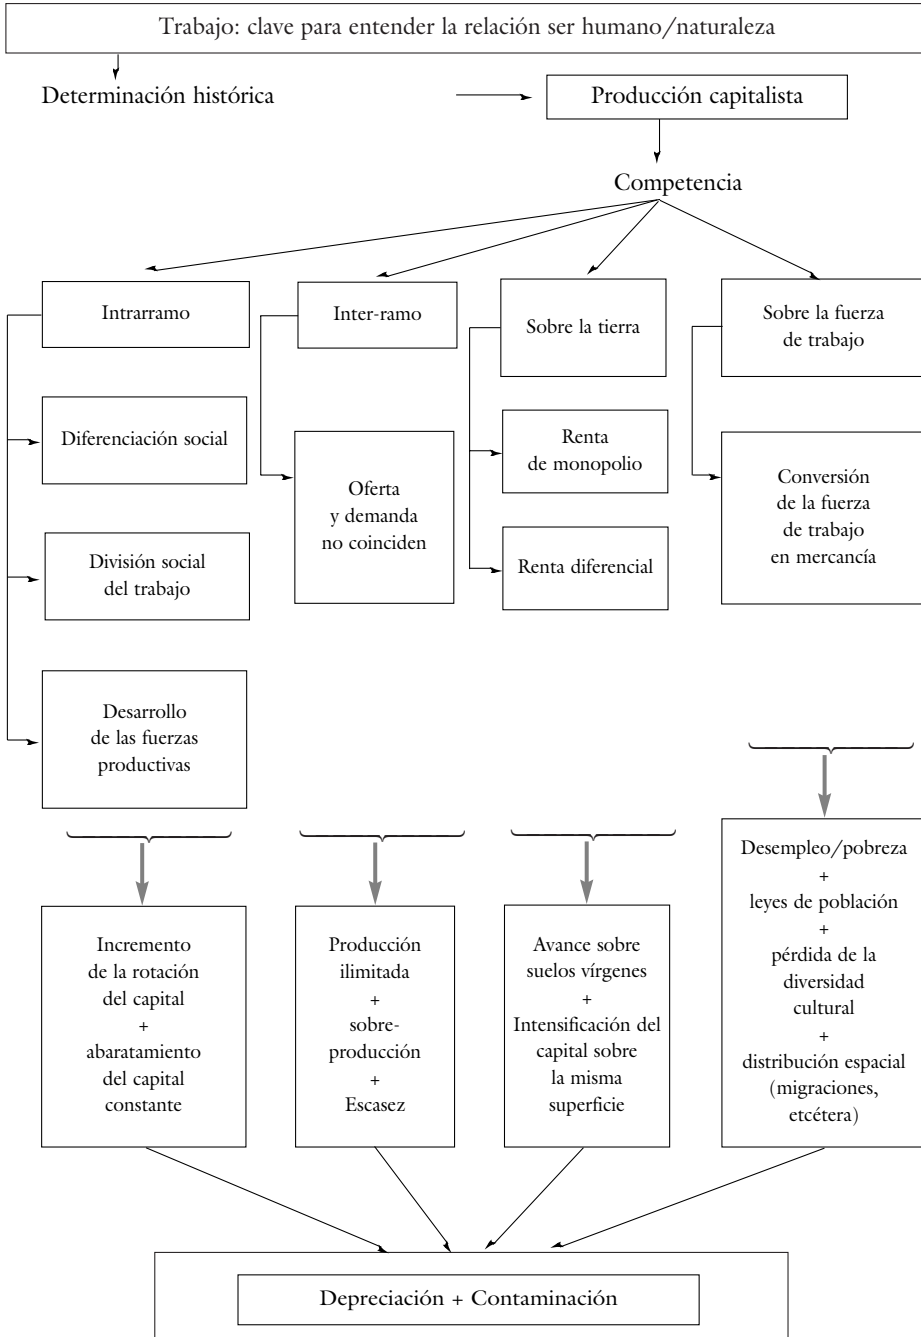 Trabajo: clave para entender la relación ser humano/naturaleza
Determinación histórica
Producción capitalista
Competencia
Intrarramo
Inter-ramo
Sobre la tierra
Sobre la fuerza
de trabajo
Diferenciación social
Oferta
y demanda
no coinciden
Renta
de monopolio
Conversión
de la fuerza
de trabajo
en mercancía
División social
del trabajo
Renta diferencial
Desarrollo
de las fuerzas
productivas
Incremento
de la rotación
del capital
+
abaratamiento
del capital
constante
Producción
ilimitada
+
sobre-
producción
+
Escasez
Avance sobre
suelos vírgenes
+
Intensificación del
capital sobre
la misma
superficie
Desempleo/pobreza
+
leyes de población
+
pérdida de la
diversidad
cultural
+
distribución espacial
(migraciones,
etcétera)
Depreciación + Contaminación